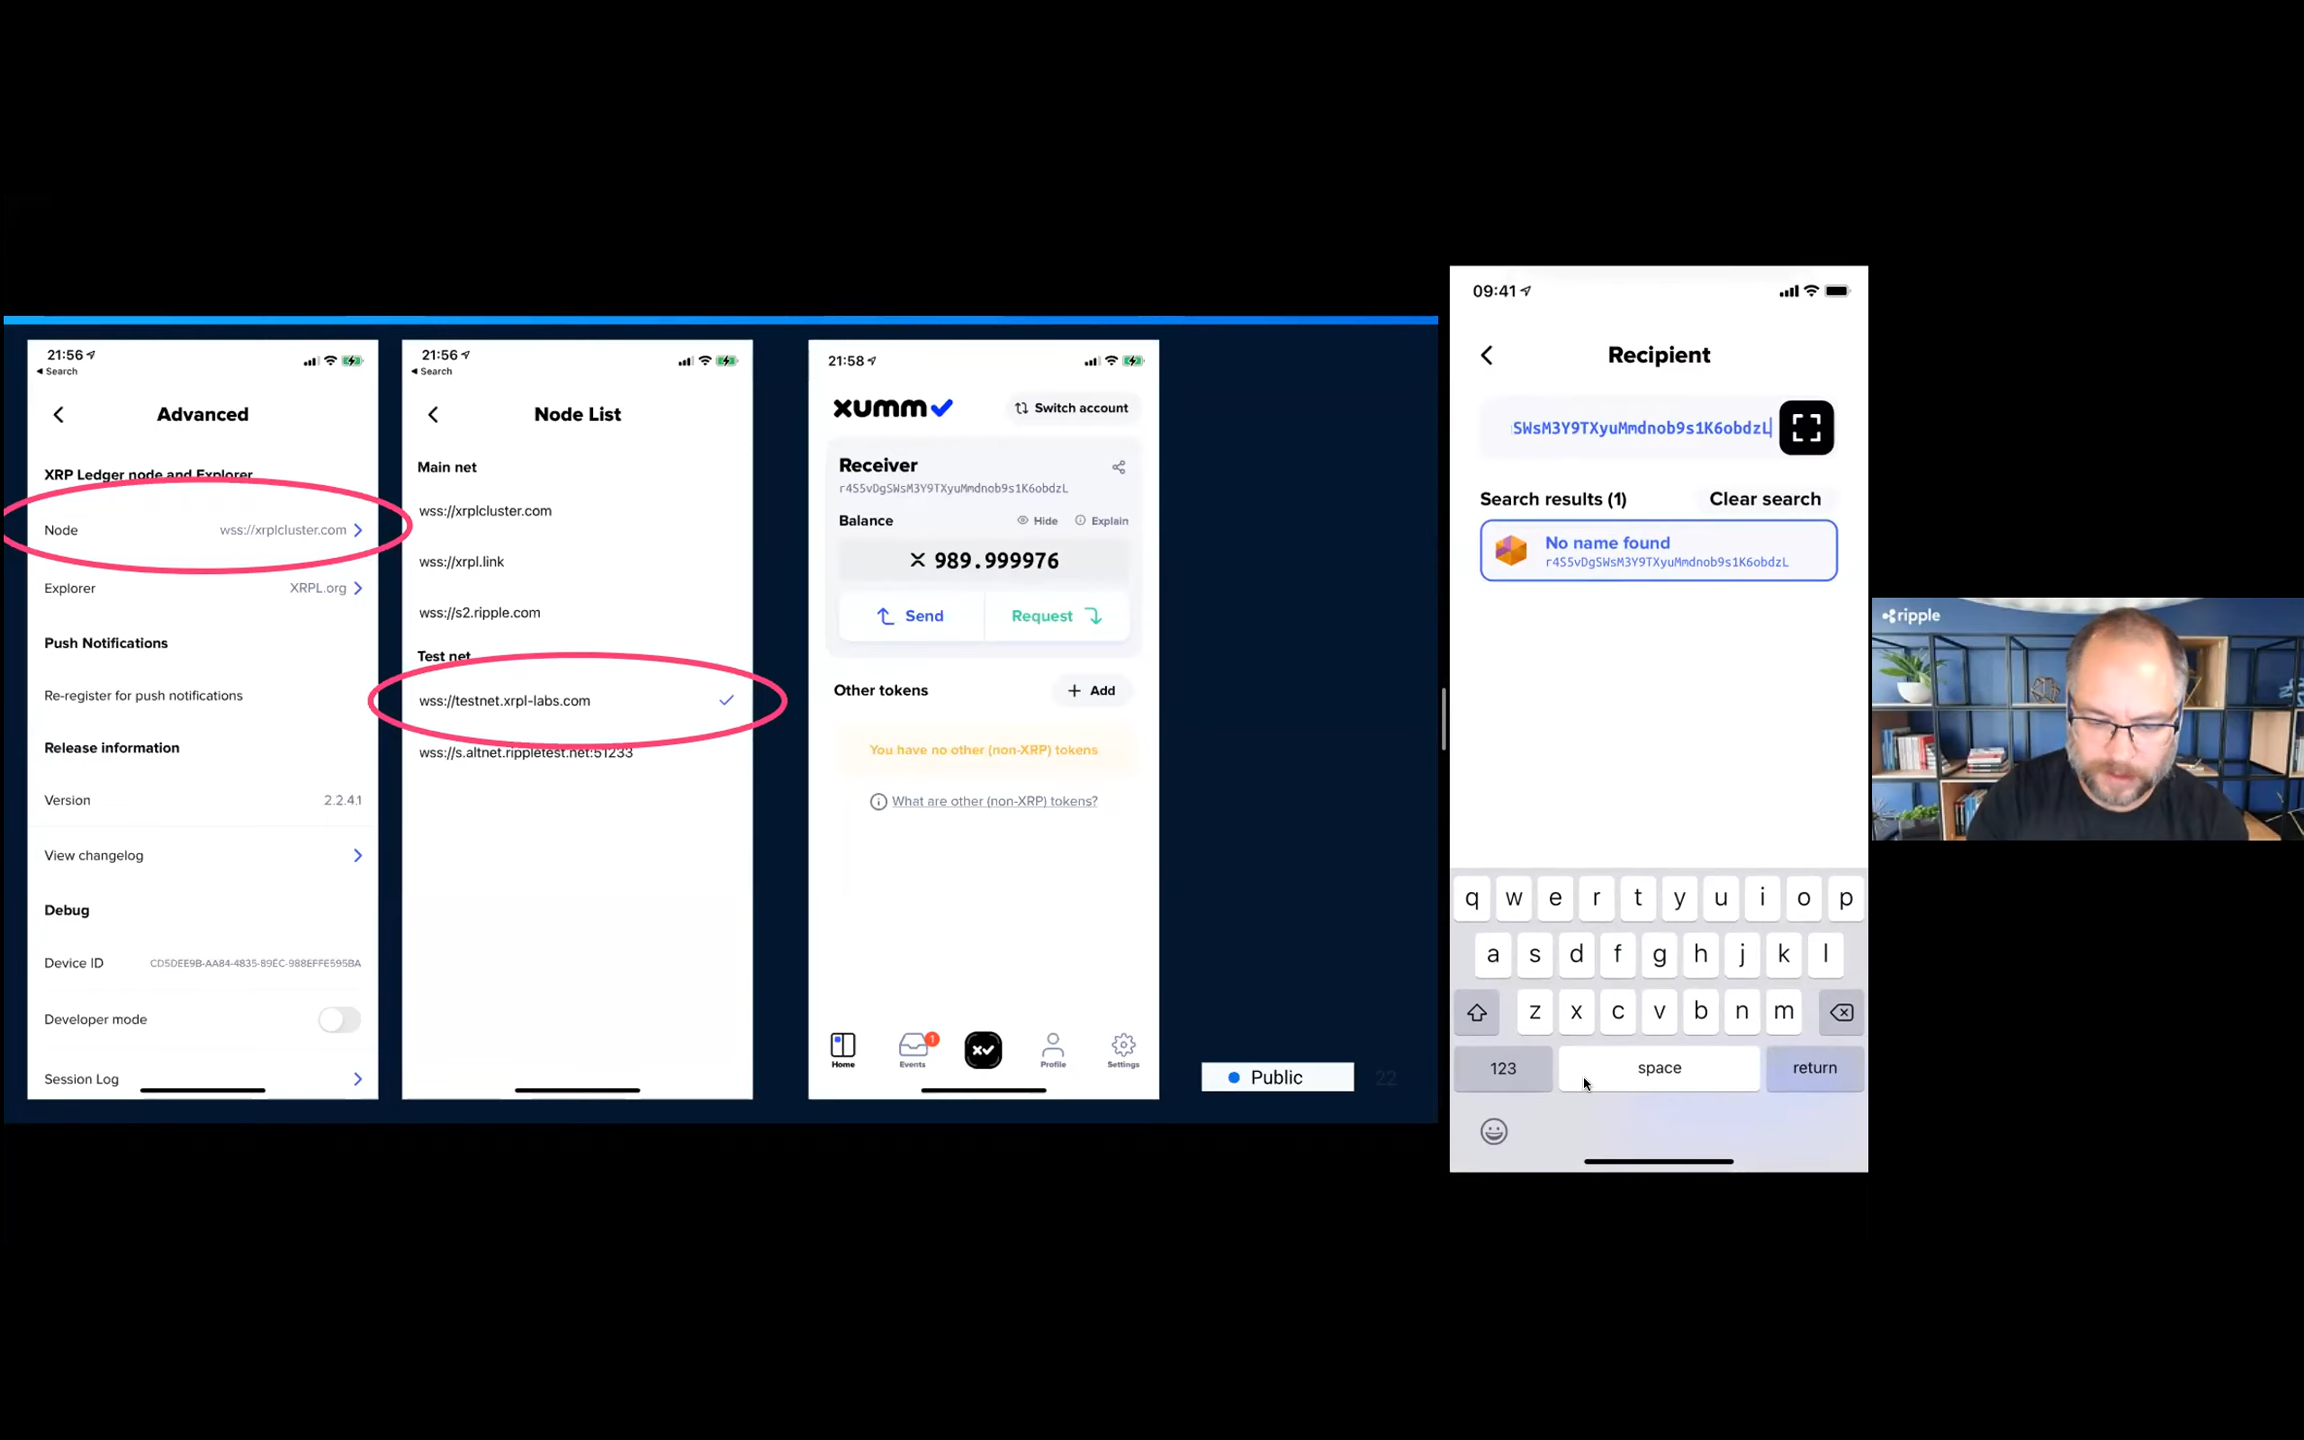 21:56
Search
Advanced
XRP Ledger node and Explorer
Node wss://xrplcluster.com
Explorer XRPL.org
Push Notifications
Re-register for push notifications
Release information
Version 2.2.4.1
View changelog
Debug
Device ID CD5DEE9B-AA84-4835-89EC-988EFFE595BA
Developer mode
Session Log
21:56
Search
Node List
Main net
wss://xrplcluster.com
wss://xrpl.link
wss://s2.ripple.com
Test net
wss://testnet.xrpl-labs.com
wss://s.altnet.rippletest.net:51233
21:58
xumm
Switch account
Receiver
r4S5vDgSWsM3Y9TXyuMmdnob9s1K6obdzL
Balance Hide Explain
989.999976
Send Request
Other tokens + Add
You have no other (non-XRP) tokens
What are other (non-XRP) tokens?
1
Home Events Profile Settings
Public 22
09:41
Recipient
SWsM3Y9TXyuMmdnob9s1K6obdzL
Search results (1) Clear search
No name found
r4S5vDgSWsM3Y9TXyuMmdnob9s1K6obdzL
q w e r t y u i o p
a s d f g h j k l
z x c v b n m
123 space return
ripple